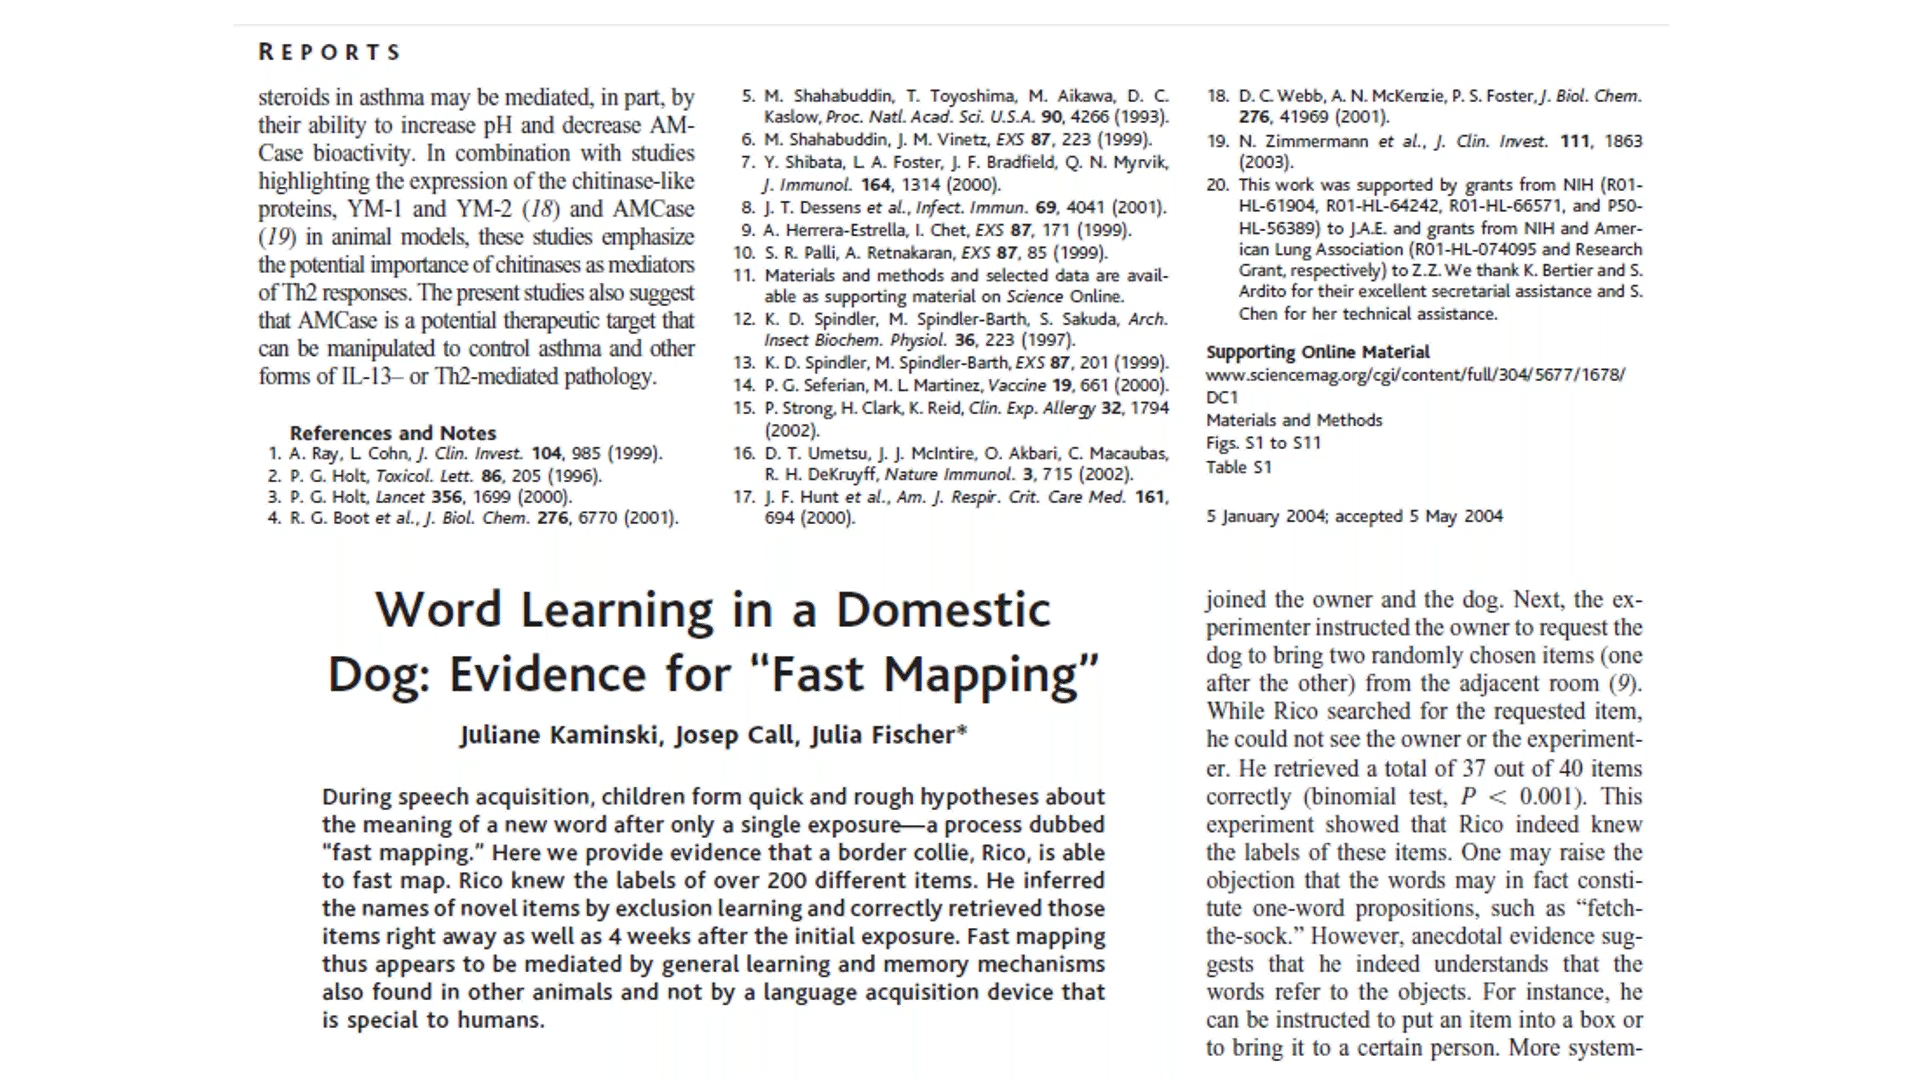 REPORTS
steroids in asthma may be mediated, in part, by
their ability to increase pH and decrease AM-
Case bioactivity. In combination with studies
highlighting the expression of the chitinase-like
proteins, YM-1 and YM-2 (18) and AMCase
(19) in animal models, these studies emphasize
the potential importance of chitinases as mediators
of Th2 responses. The present studies also suggest
that AMCase is a potential therapeutic target that
can be manipulated to control asthma and other
forms of IL-13– or Th2-mediated pathology.
References and Notes
1. A. Ray, L. Cohn, J. Clin. Invest. 104, 985 (1999).
2. P. G. Holt, Toxicol. Lett. 86, 205 (1996).
3. P. G. Holt, Lancet 356, 1699 (2000).
4. R. G. Boot et al., J. Biol. Chem. 276, 6770 (2001).
5. M. Shahabuddin, T. Toyoshima, M. Aikawa, D. C.
Kaslow, Proc. Natl. Acad. Sci. U.S.A. 90, 4266 (1993).
6. M. Shahabuddin, J. M. Vinetz, EXS 87, 223 (1999).
7. Y. Shibata, L. A. Foster, J. F. Bradfield, Q. N. Myrvik,
J. Immunol. 164, 1314 (2000).
8. J. T. Dessens et al., Infect. Immun. 69, 4041 (2001).
9. A. Herrera-Estrella, I. Chet, EXS 87, 171 (1999).
10. S. R. Palli, A. Retnakaran, EXS 87, 85 (1999).
11. Materials and methods and selected data are avail-
able as supporting material on Science Online.
12. K. D. Spindler, M. Spindler-Barth, S. Sakuda, Arch.
Insect Biochem. Physiol. 36, 223 (1997).
13. K. D. Spindler, M. Spindler-Barth, EXS 87, 201 (1999).
14. P. G. Seferian, M. L. Martinez, Vaccine 19, 661 (2000).
15. P. Strong, H. Clark, K. Reid, Clin. Exp. Allergy 32, 1794
(2002).
16. D. T. Umetsu, J. J. McIntire, O. Akbari, C. Macaubas,
R. H. DeKruyff, Nature Immunol. 3, 715 (2002).
17. J. F. Hunt et al., Am. J. Respir. Crit. Care Med. 161,
694 (2000).
18. D. C. Webb, A. N. McKenzie, P. S. Foster, J. Biol. Chem.
276, 41969 (2001).
19. N. Zimmermann et al., J. Clin. Invest. 111, 1863
(2003).
20. This work was supported by grants from NIH (R01-
HL-61904, R01-HL-64242, R01-HL-66571, and P50-
HL-56389) to J.A.E. and grants from NIH and Amer-
ican Lung Association (R01-HL-074095 and Research
Grant, respectively) to Z.Z. We thank K. Bertier and S.
Ardito for their excellent secretarial assistance and S.
Chen for her technical assistance.
Supporting Online Material
www.sciencemag.org/cgi/content/full/304/5677/1678/
DC1
Materials and Methods
Figs. S1 to S11
Table S1
5 January 2004; accepted 5 May 2004
Word Learning in a Domestic
Dog: Evidence for “Fast Mapping”
Juliane Kaminski, Josep Call, Julia Fischer*
During speech acquisition, children form quick and rough hypotheses about
the meaning of a new word after only a single exposure—a process dubbed
“fast mapping.” Here we provide evidence that a border collie, Rico, is able
to fast map. Rico knew the labels of over 200 different items. He inferred
the names of novel items by exclusion learning and correctly retrieved those
items right away as well as 4 weeks after the initial exposure. Fast mapping
thus appears to be mediated by general learning and memory mechanisms
also found in other animals and not by a language acquisition device that
is special to humans.
joined the owner and the dog. Next, the ex-
perimenter instructed the owner to request the
dog to bring two randomly chosen items (one
after the other) from the adjacent room (9).
While Rico searched for the requested item,
he could not see the owner or the experiment-
er. He retrieved a total of 37 out of 40 items
correctly (binomial test, P < 0.001). This
experiment showed that Rico indeed knew
the labels of these items. One may raise the
objection that the words may in fact consti-
tute one-word propositions, such as “fetch-
the-sock.” However, anecdotal evidence sug-
gests that he indeed understands that the
words refer to the objects. For instance, he
can be instructed to put an item into a box or
to bring it to a certain person. More system-